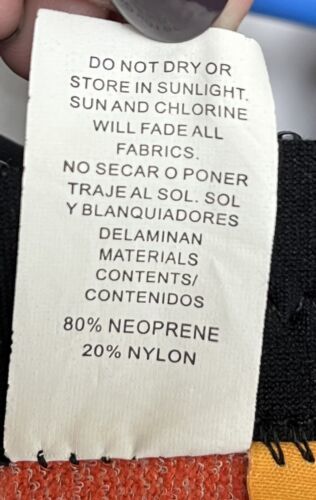 DO NOT DRY OR
STORE IN SUNLIGHT.
SUN AND CHLORINE
WILL FADE ALL
FABRICS.
NO SECAR O PONER
TRAJE AL SOL. SOL
Y BLANQUIADORES
DELAMINAN
MATERIALS
CONTENTS/
CONTENIDOS
80% NEOPRENE
20% NYLON